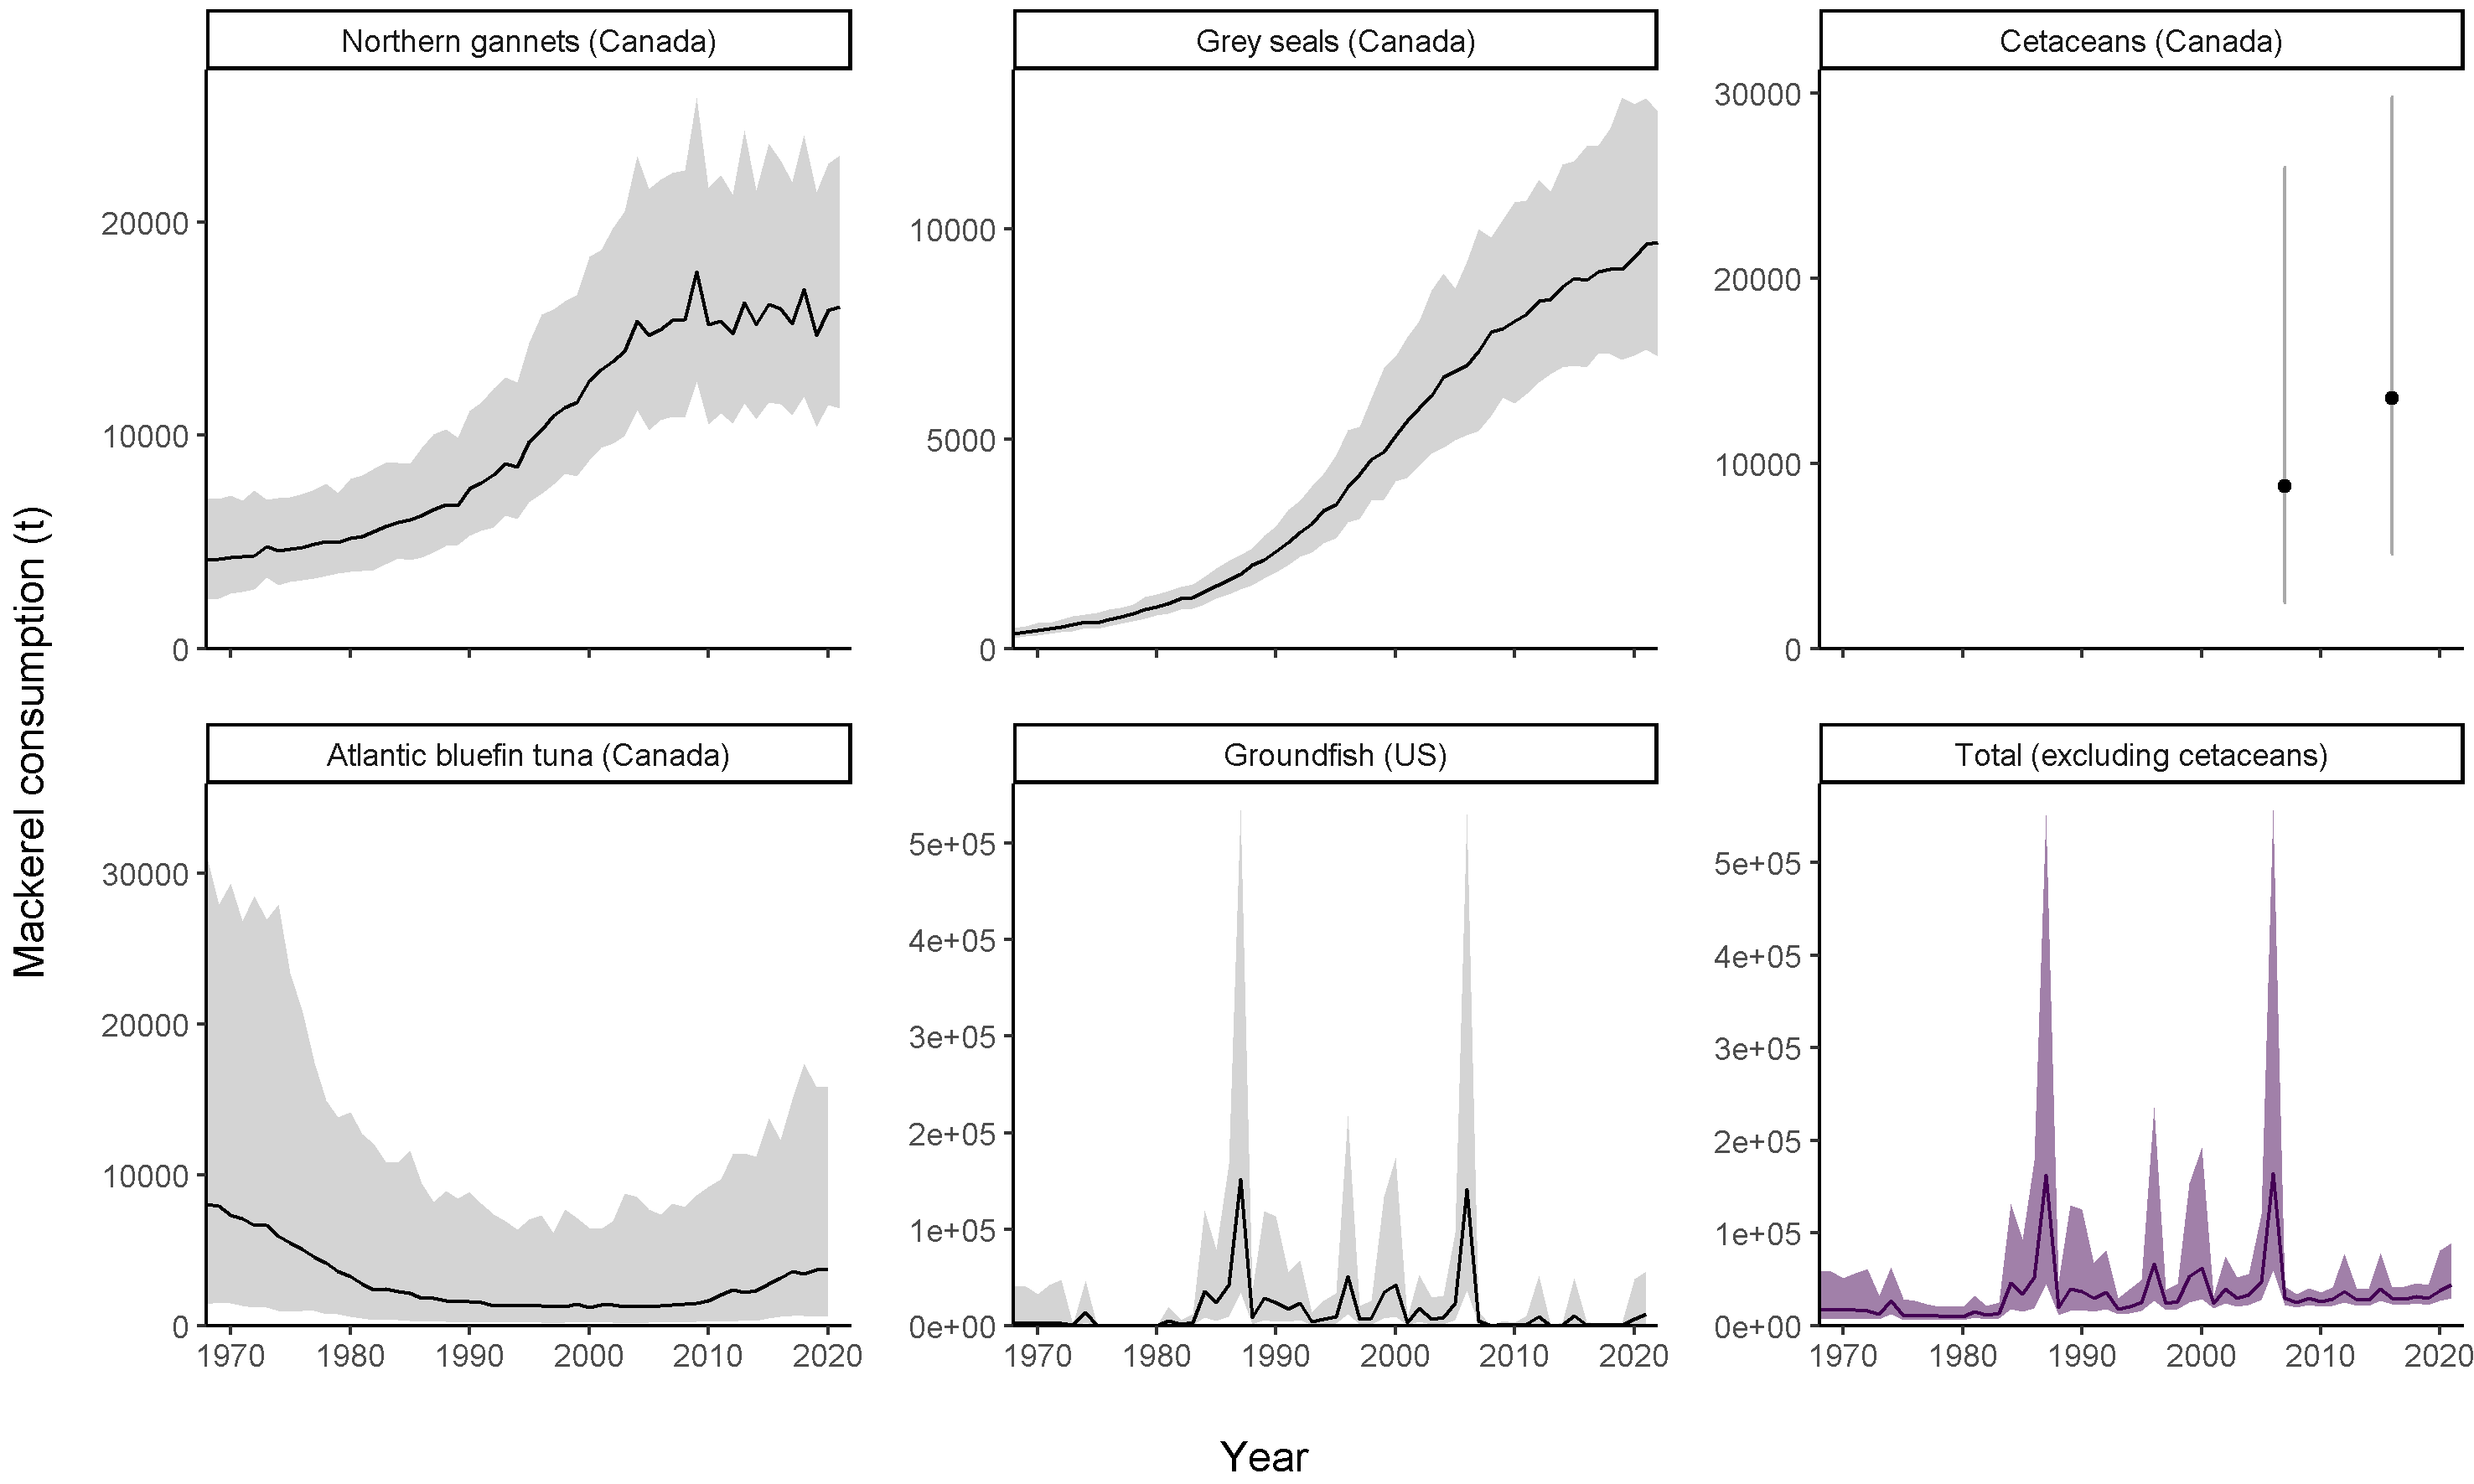 Northern gannets (Canada)
Grey seals (Canada)
Cetaceans (Canada)
20000
10000
0
10000
5000
0
30000
20000
10000
0
Mackerel consumption (t)
Atlantic bluefin tuna (Canada)
Groundfish (US)
Total (excluding cetaceans)
30000
20000
10000
0
5e+05
4e+05
3e+05
2e+05
1e+05
0e+00
5e+05
4e+05
3e+05
2e+05
1e+05
0e+00
1970 1980 1990 2000 2010 2020
1970 1980 1990 2000 2010 2020
1970 1980 1990 2000 2010 2020
Year